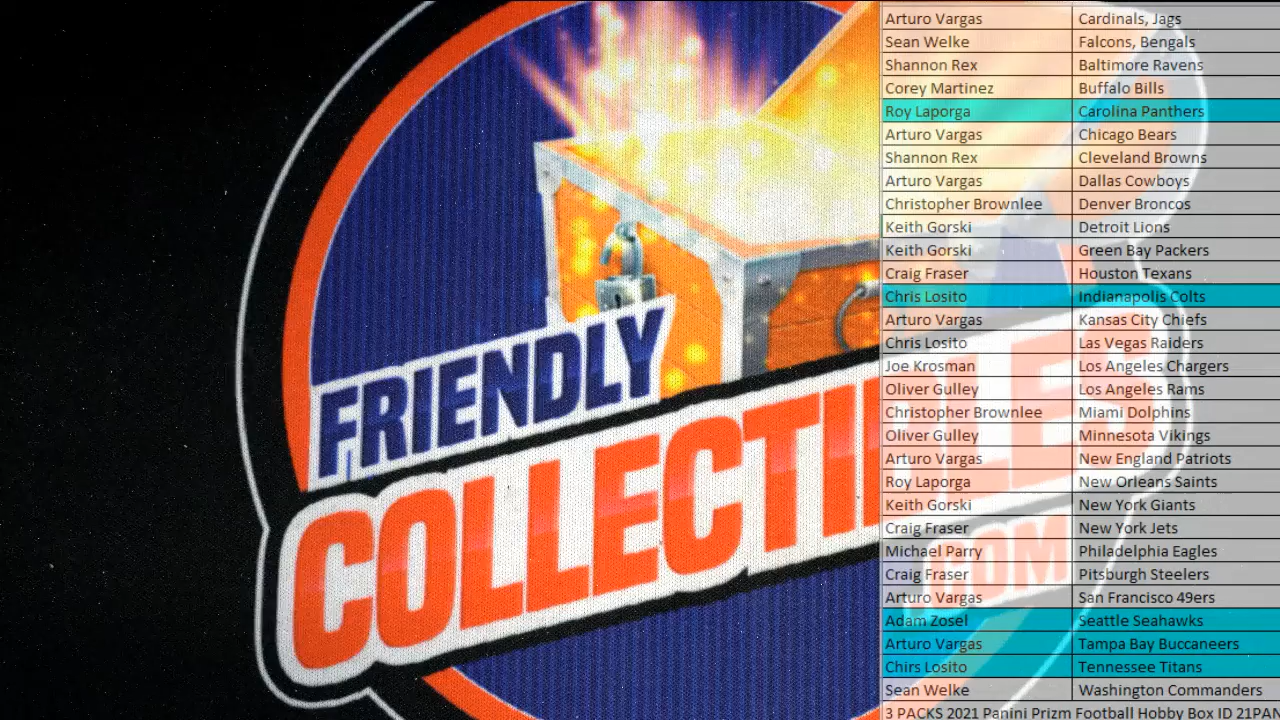 Arturo Vargas Cardinals, Jags
Sean Welke Falcons, Bengals
Shannon Rex Baltimore Ravens
Corey Martinez Buffalo Bills
Roy Laporga Carolina Panthers
Arturo Vargas Chicago Bears
Shannon Rex Cleveland Browns
Arturo Vargas Dallas Cowboys
Christopher Brownlee Denver Broncos
Keith Gorski Detroit Lions
Keith Gorski Green Bay Packers
Craig Fraser Houston Texans
Chris Losito Indianapolis Colts
Arturo Vargas Kansas City Chiefs
Chris Losito Las Vegas Raiders
Joe Krosman Los Angeles Chargers
Oliver Gulley Los Angeles Rams
Christopher Brownlee Miami Dolphins
Oliver Gulley Minnesota Vikings
Arturo Vargas New England Patriots
Roy Laporga New Orleans Saints
Keith Gorski New York Giants
Craig Fraser New York Jets
Michael Parry Philadelphia Eagles
Craig Fraser Pitsburgh Steelers
Arturo Vargas San Francisco 49ers
Adam Zosel Seattle Seahawks
Arturo Vargas Tampa Bay Buccaneers
Chirs Losito Tennessee Titans
Sean Welke Washington Commanders
3 PACKS 2021 Panini Prizm Football Hobby Box ID 21PAN
FRIENDLY
COLLECTIBLES
.COM